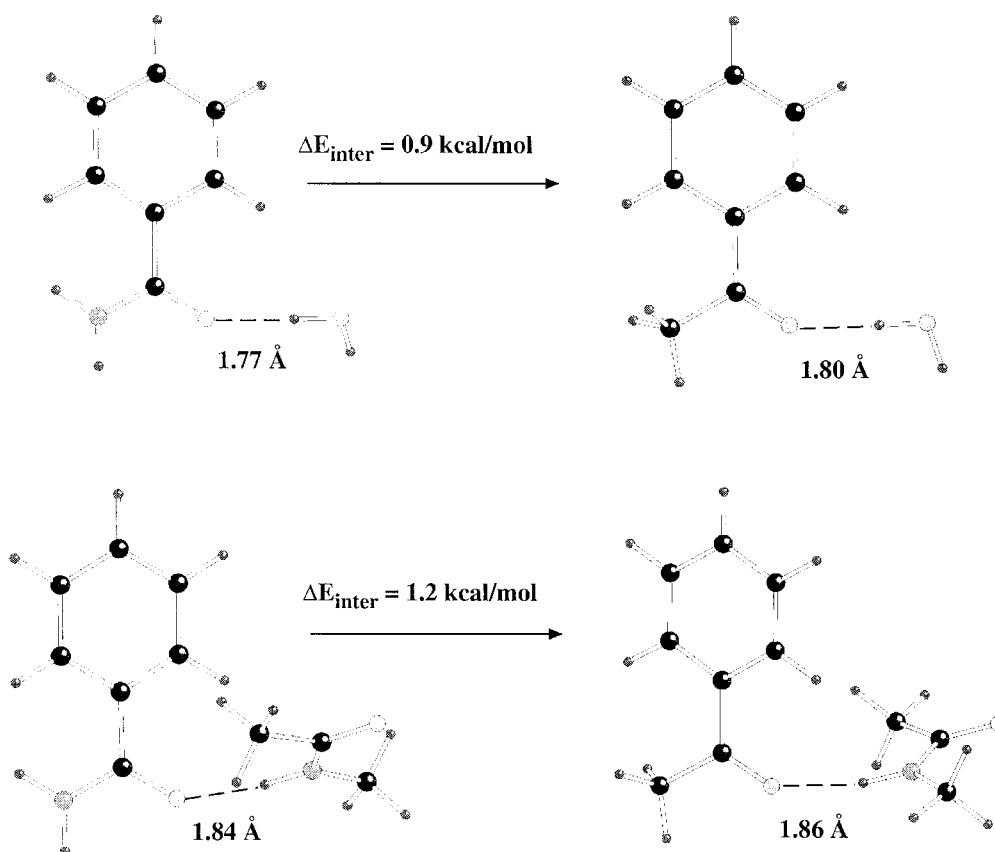 ΔE_inter = 0.9 kcal/mol
1.77 Å
1.80 Å
ΔE_inter = 1.2 kcal/mol
1.84 Å
1.86 Å